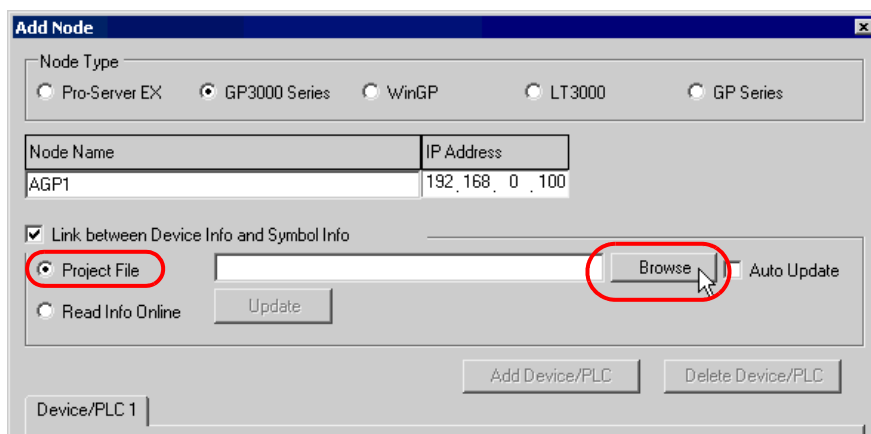 Add Node
Node Type
Pro-Server EX GP3000 Series WinGP LT3000 GP Series
Node Name IP Address
AGP1 192.168. 0 .100
Link between Device Info and Symbol Info
Project File Browse Auto Update
Read Info Online Update
Add Device/PLC Delete Device/PLC
Device/PLC 1